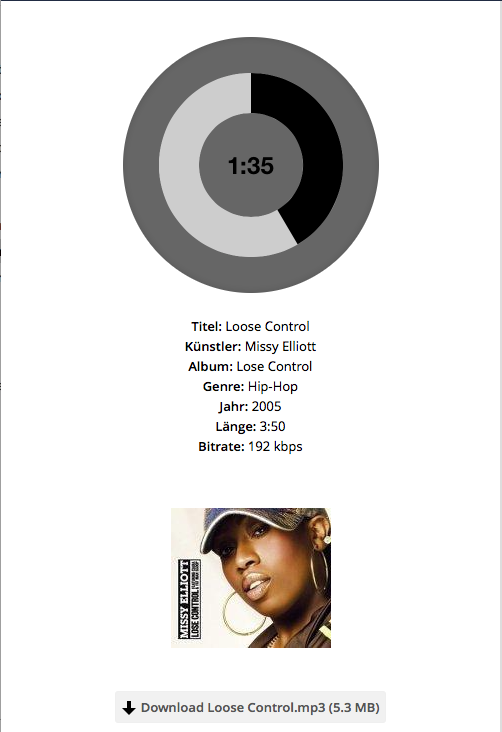 1:35
Titel: Loose Control
Künstler: Missy Elliott
Album: Lose Control
Genre: Hip-Hop
Jahr: 2005
Länge: 3:50
Bitrate: 192 kbps
MISSY ELLIOTT
LOSE CONTROL
Download Loose Control.mp3 (5.3 MB)